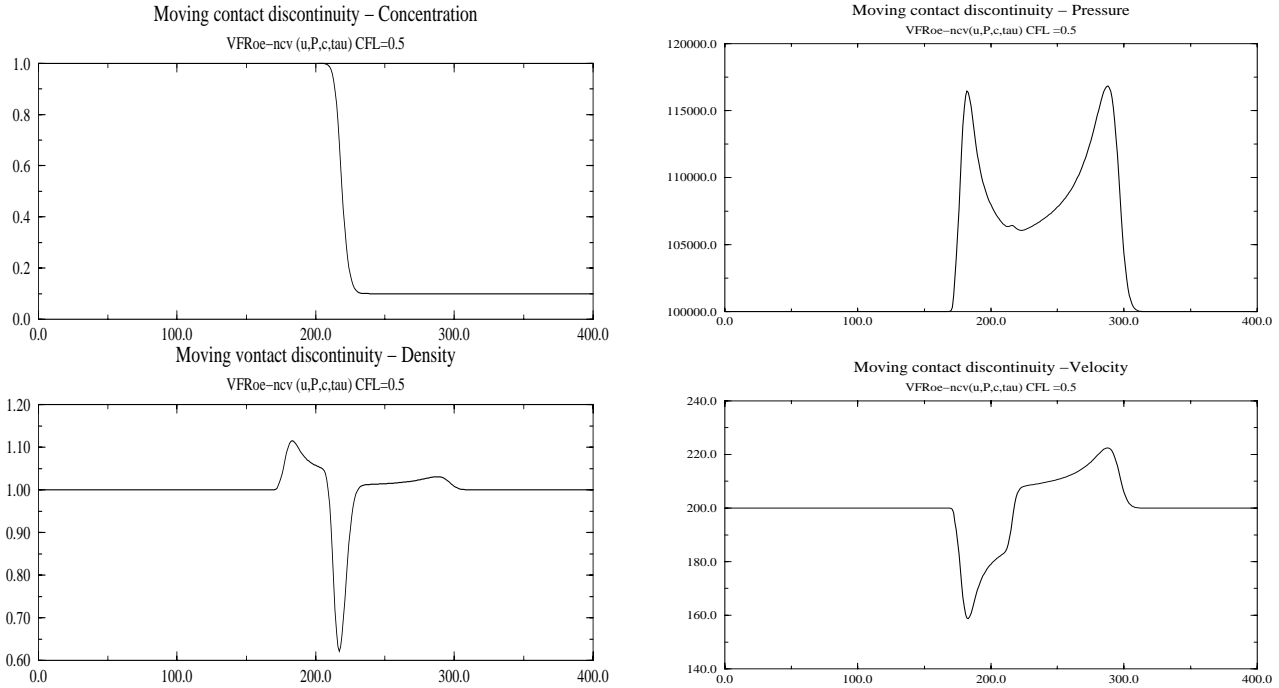 Moving contact discontinuity – Concentration
VFRoe–ncv (u,P,c,tau) CFL=0.5
1.0
0.8
0.6
0.4
0.2
0.0
0.0 100.0 200.0 300.0 400.0
Moving contact discontinuity – Pressure
VFRoe–ncv(u,P,c,tau) CFL =0.5
120000.0
115000.0
110000.0
105000.0
100000.0
0.0 100.0 200.0 300.0 400.0
Moving vontact discontinuity – Density
VFRoe–ncv (u,P,c,tau) CFL=0.5
1.20
1.10
1.00
0.90
0.80
0.70
0.60
0.0 100.0 200.0 300.0 400.0
Moving contact discontinuity –Velocity
VFRoe–ncv(u,P,c,tau) CFL =0.5
240.0
220.0
200.0
180.0
160.0
140.0
0.0 100.0 200.0 300.0 400.0